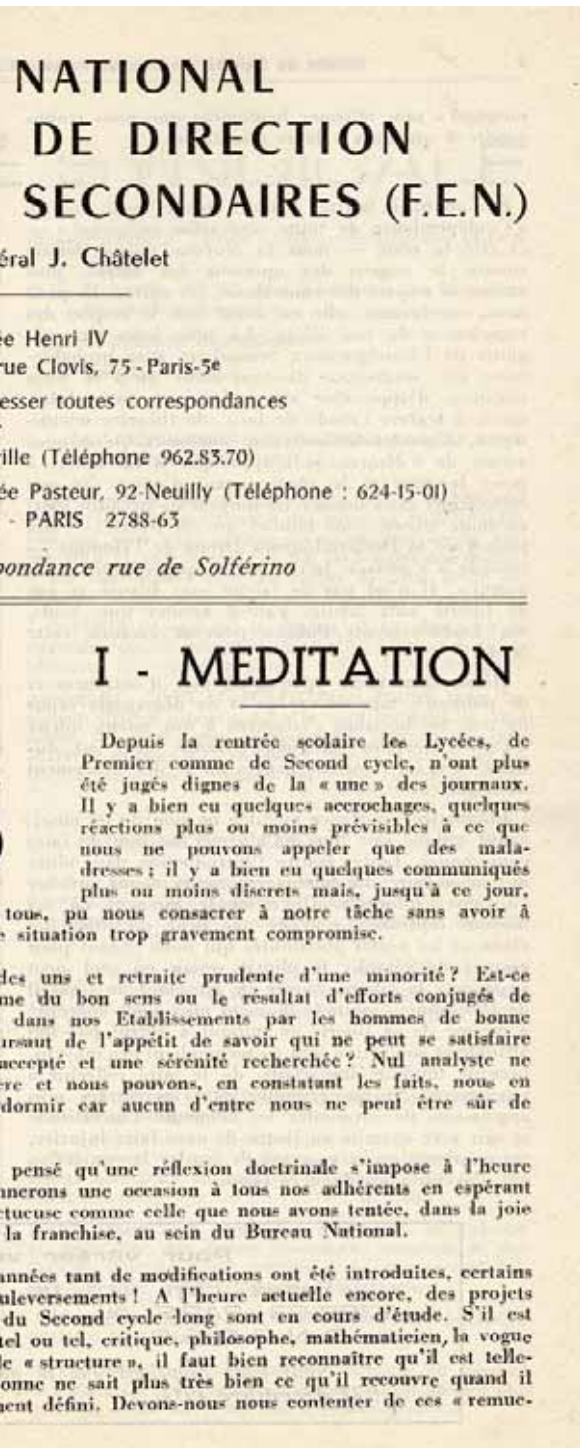 NATIONAL
DE DIRECTION
SECONDAIRES (F.E.N.)
éral J. Châtelet
ée Henri IV
rue Clovis, 75 - Paris-5e
esser toutes correspondances
ille (Téléphone 962.83.70)
ée Pasteur, 92-Neuilly (Téléphone : 624-15-01)
- PARIS 2788-63
pondance rue de Solférino
I - MEDITATION
Depuis la rentrée scolaire les Lycées, de
Premier comme de Second cycle, n'ont plus
été jugés dignes de la « une » des journaux.
Il y a bien eu quelques accrochages, quelques
réactions plus ou moins prévisibles à ce que
nous ne pouvons appeler que des mala-
dresses ; il y a bien eu quelques communiqués
plus ou moins discrets mais, jusqu'à ce jour,
tous, pu nous consacrer à notre tâche sans avoir à
e situation trop gravement compromise.
des uns et retraite prudente d'une minorité ? Est-ce
me du bon sens ou le résultat d'efforts conjugés de
dans nos Etablissements par les hommes de bonne
ursaut de l'appétit de savoir qui ne peut se satisfaire
accepté et une sérénité recherchée ? Nul analyste ne
ère et nous pouvons, en constatant les faits, nous en
dormir car aucun d'entre nous ne peut être sûr de
pensé qu'une réflexion doctrinale s'impose à l'heure
nnerons une occasion à tous nos adhérents en espérant
ctueuse comme celle que nous avons tentée, dans la joie
la franchise, au sein du Bureau National.
années tant de modifications ont été introduites, certains
uleversements ! A l'heure actuelle encore, des projets
du Second cycle long sont en cours d'étude. S'il est
tel ou tel, critique, philosophe, mathématicien, la vogue
le « structure », il faut bien reconnaître qu'il est telle-
onne ne sait plus très bien ce qu'il recouvre quand il
ment défini. Devons-nous nous contenter de ces « remue-